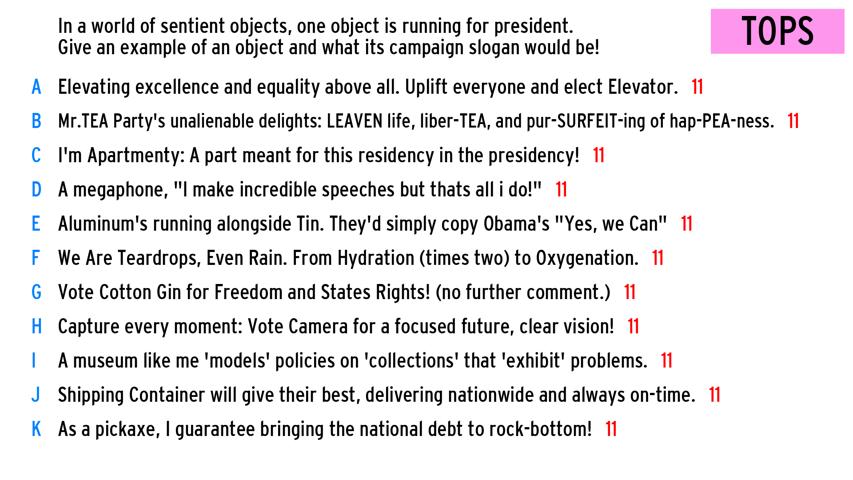 In a world of sentient objects, one object is running for president.
Give an example of an object and what its campaign slogan would be!
TOPS
A Elevating excellence and equality above all. Uplift everyone and elect Elevator. 11
B Mr.TEA Party's unalienable delights: LEAVEN life, liber-TEA, and pur-SURFEIT-ing of hap-PEA-ness. 11
C I'm Apartmenty: A part meant for this residency in the presidency! 11
D A megaphone, "I make incredible speeches but thats all i do!" 11
E Aluminum's running alongside Tin. They'd simply copy Obama's "Yes, we Can" 11
F We Are Teardrops, Even Rain. From Hydration (times two) to Oxygenation. 11
G Vote Cotton Gin for Freedom and States Rights! (no further comment.) 11
H Capture every moment: Vote Camera for a focused future, clear vision! 11
I A museum like me 'models' policies on 'collections' that 'exhibit' problems. 11
J Shipping Container will give their best, delivering nationwide and always on-time. 11
K As a pickaxe, I guarantee bringing the national debt to rock-bottom! 11